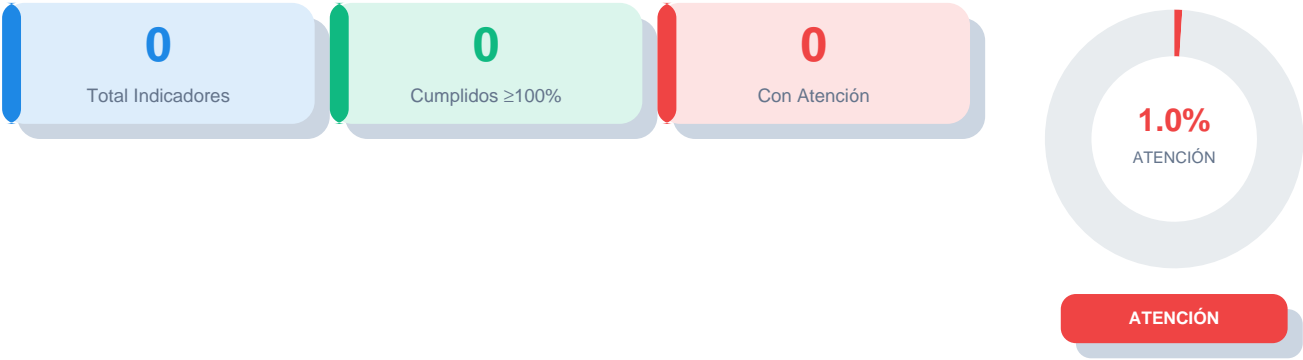 0
Total Indicadores
0
Cumplidos ≥100%
0
Con Atención
1.0%
ATENCIÓN
ATENCIÓN